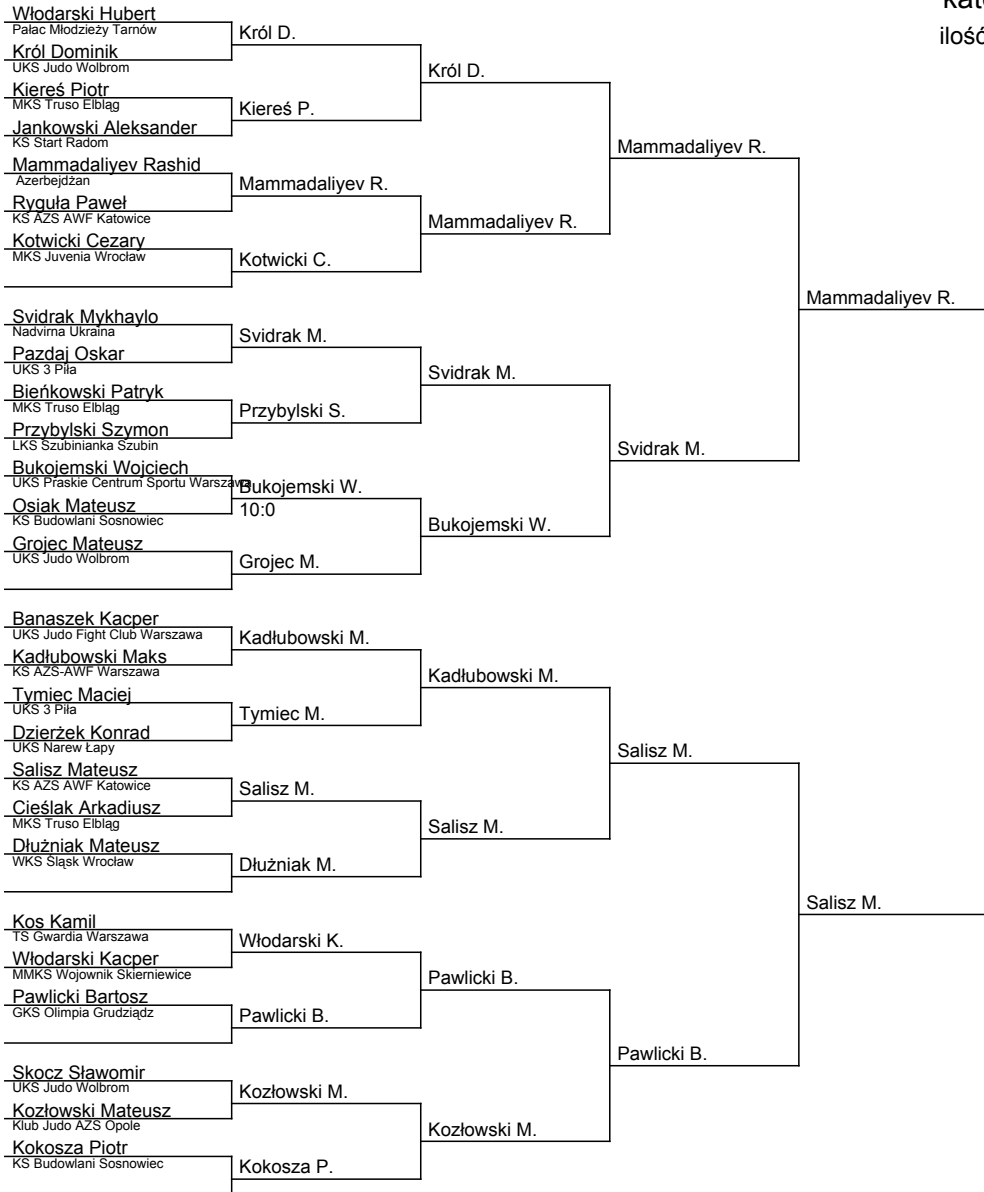 Włodarski Hubert
Pałac Młodzieży Tarnów
Król Dominik
UKS Judo Wolbrom
Kiereś Piotr
MKS Truso Elbląg
Jankowski Aleksander
KS Start Radom
Mammadaliyev Rashid
Azerbejdżan
Ryguła Paweł
KS AZS AWF Katowice
Kotwicki Cezary
MKS Juvenia Wrocław
Svidrak Mykhaylo
Nadvirna Ukraina
Pazdaj Oskar
UKS 3 Piła
Bieńkowski Patryk
MKS Truso Elbląg
Przybylski Szymon
LKS Szubinianka Szubin
Bukojemski Wojciech
UKS Praskie Centrum Sportu Warszawa
Osiak Mateusz
KS Budowlani Sosnowiec
Grojec Mateusz
UKS Judo Wolbrom
Banaszek Kacper
UKS Judo Fight Club Warszawa
Kadłubowski Maks
KS AZS-AWF Warszawa
Tymiec Maciej
UKS 3 Piła
Dzierżek Konrad
UKS Narew Łapy
Salisz Mateusz
KS AZS AWF Katowice
Cieślak Arkadiusz
MKS Truso Elbląg
Dłużniak Mateusz
WKS Śląsk Wrocław
Kos Kamil
TS Gwardia Warszawa
Włodarski Kacper
MMKS Wojownik Skierniewice
Pawlicki Bartosz
GKS Olimpia Grudziądz
Skocz Sławomir
UKS Judo Wolbrom
Kozłowski Mateusz
Klub Judo AZS Opole
Kokosza Piotr
KS Budowlani Sosnowiec
Król D.
Kiereś P.
Mammadaliyev R.
Kotwicki C.
Svidrak M.
Przybylski S.
Bukojemski W.
10:0
Grojec M.
Kadłubowski M.
Tymiec M.
Salisz M.
Dłużniak M.
Włodarski K.
Pawlicki B.
Kozłowski M.
Kokosza P.
Król D.
Mammadaliyev R.
Svidrak M.
Bukojemski W.
Kadłubowski M.
Salisz M.
Pawlicki B.
Kozłowski M.
Mammadaliyev R.
Svidrak M.
Salisz M.
Pawlicki B.
Mammadaliyev R.
Salisz M.
ilość